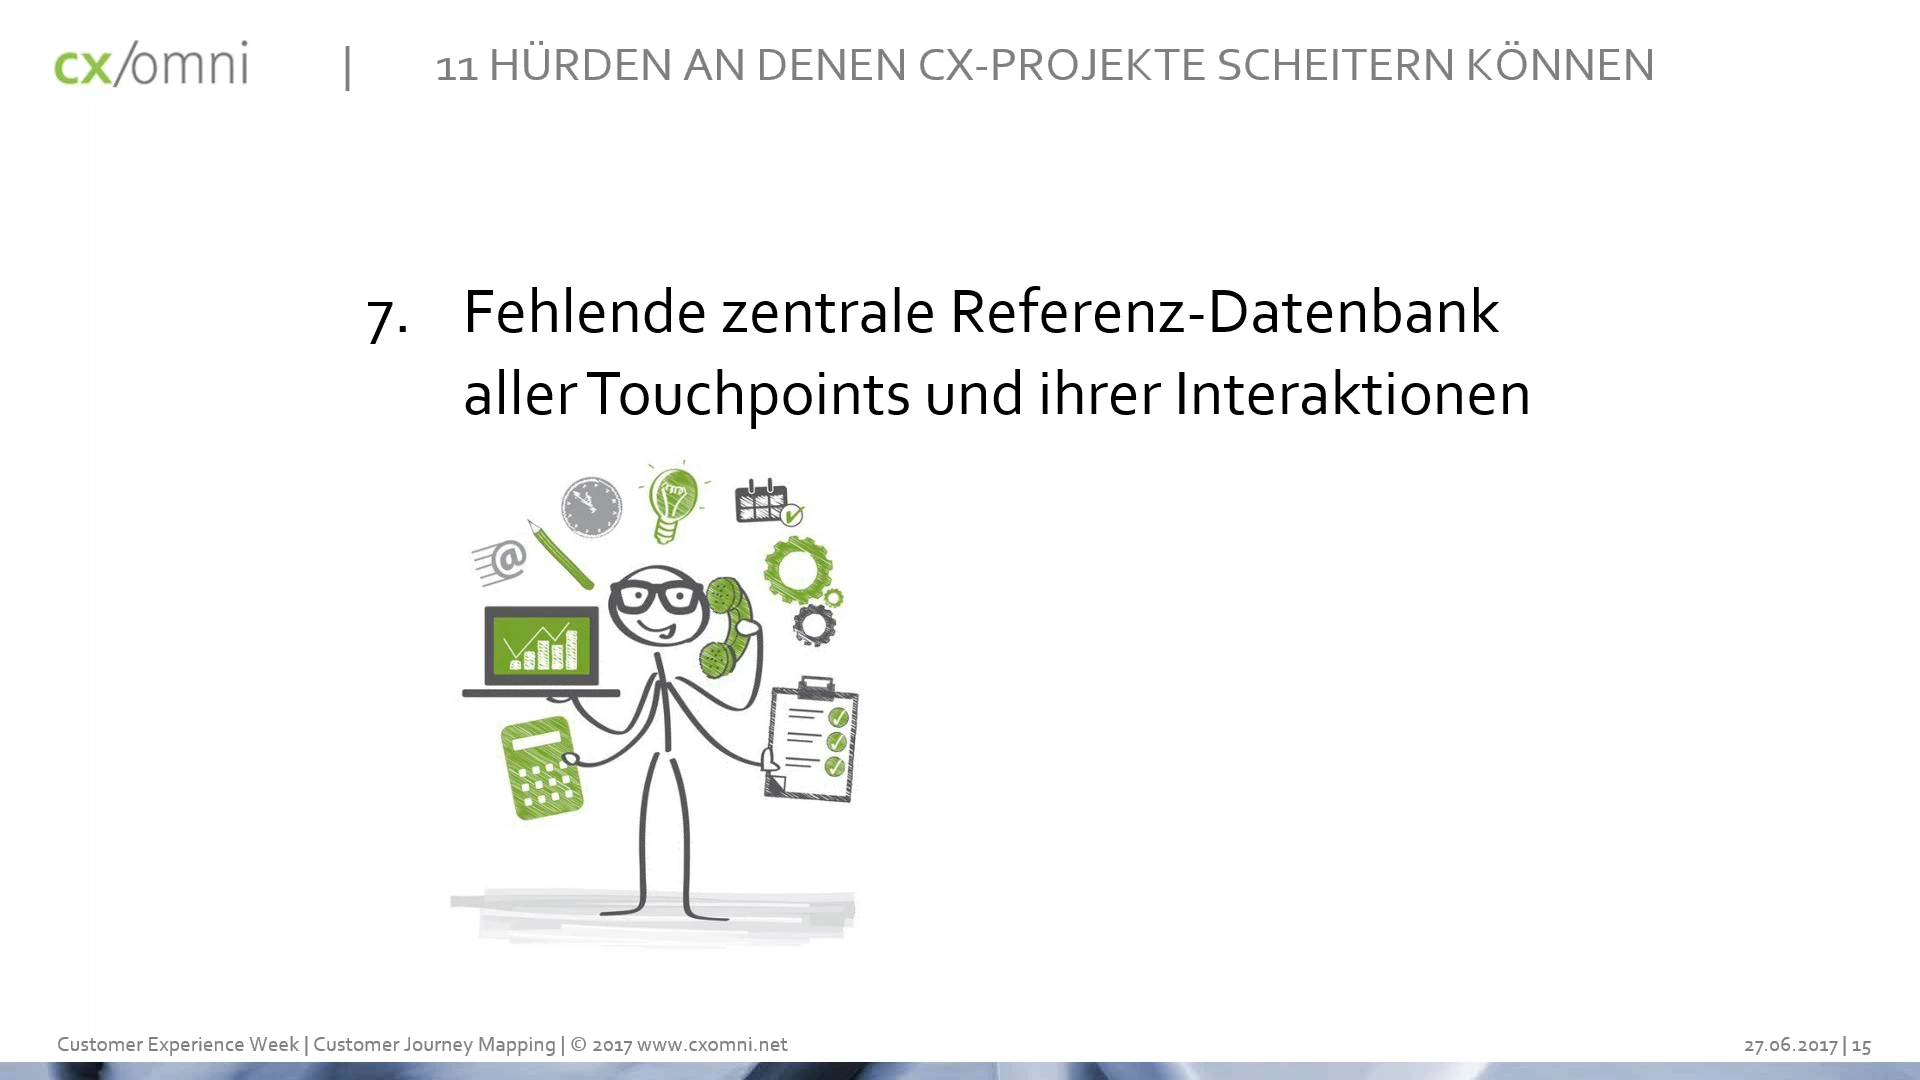 cx/omni | 11 HÜRDEN AN DENEN CX-PROJEKTE SCHEITERN KÖNNEN
7. Fehlende zentrale Referenz-Datenbank
aller Touchpoints und ihrer Interaktionen
@
Customer Experience Week | Customer Journey Mapping | © 2017 www.cxomni.net 27.06.2017 | 15